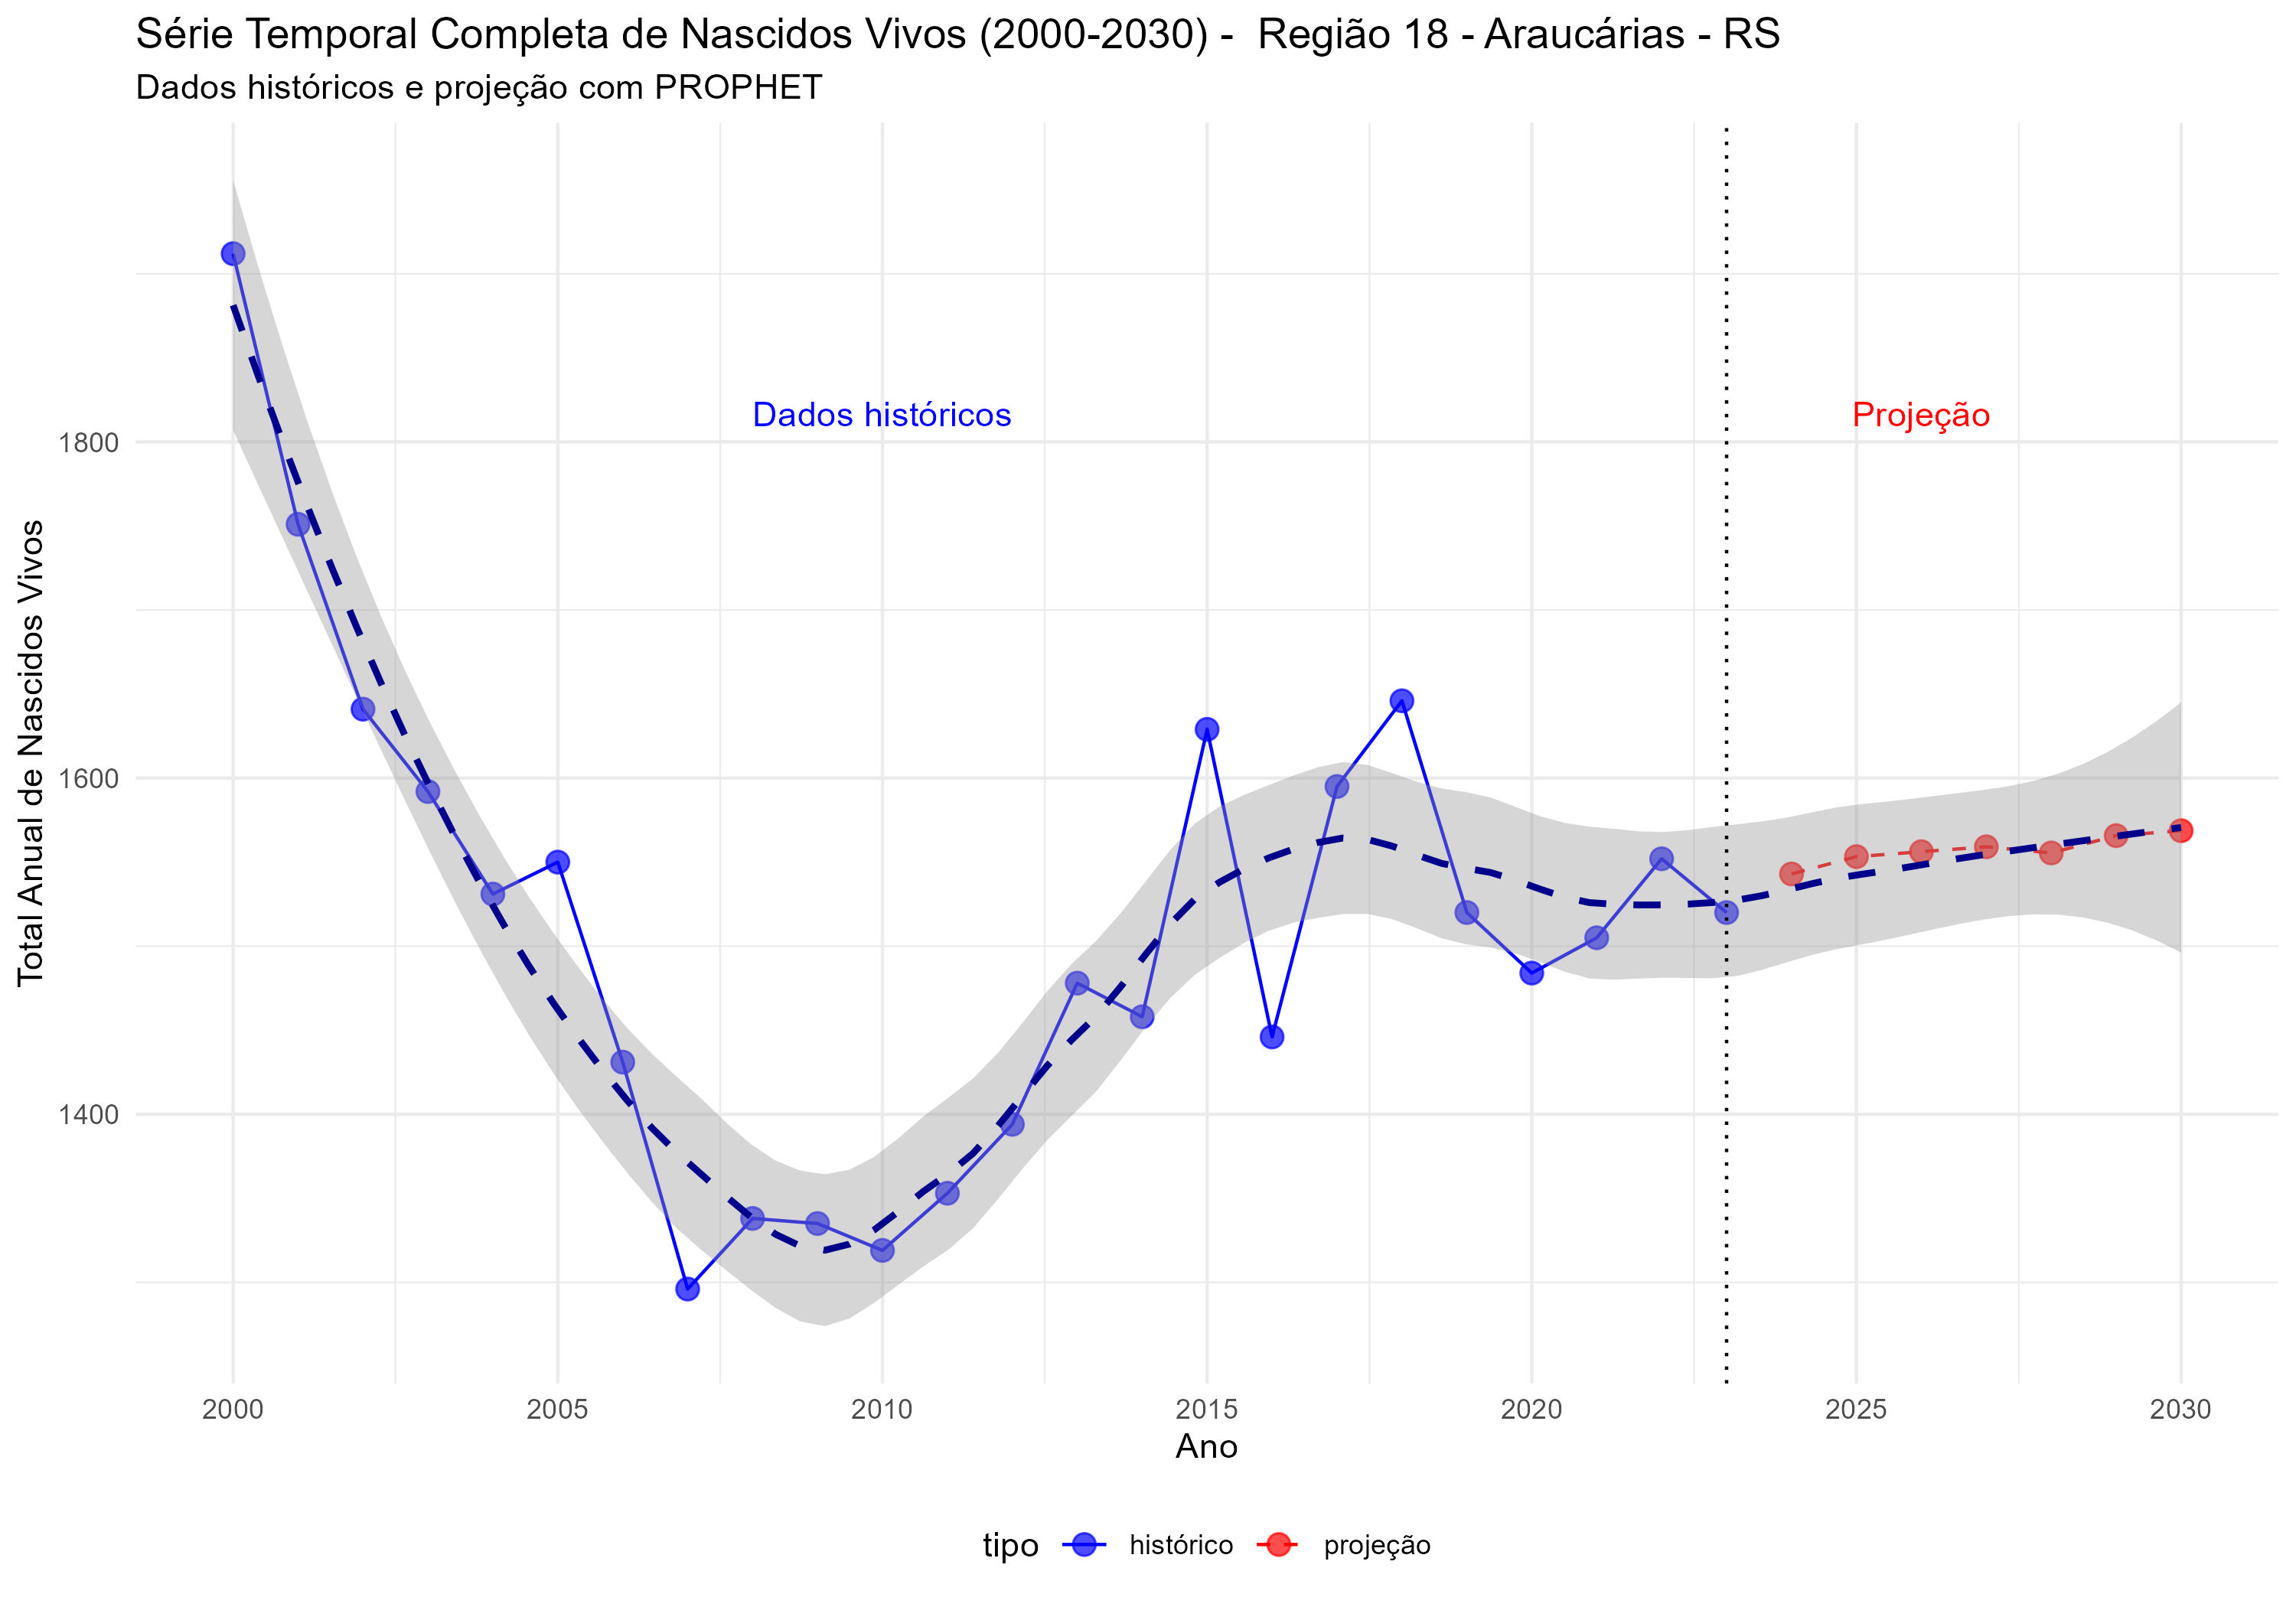 Série Temporal Completa de Nascidos Vivos (2000-2030) -  Região 18 - Araucárias - RS
Dados históricos e projeção com PROPHET
Total Anual de Nascidos Vivos
1800
1600
1400
Dados históricos
Projeção
2000 2005 2010 2015 2020 2025 2030
Ano
tipo histórico projeção